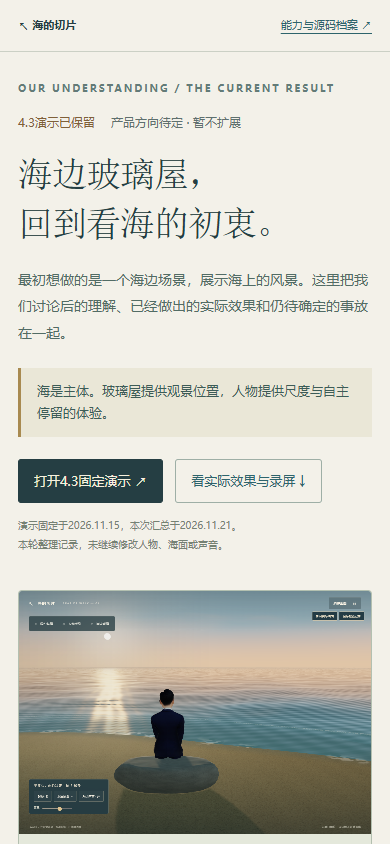 ↖ 海的切片
能力与源码档案 ↗
OUR UNDERSTANDING / THE CURRENT RESULT
4.3演示已保留 产品方向待定 · 暂不扩展
海边玻璃屋，
回到看海的初衷。
最初想做的是一个海边场景，展示海上的风景。这里把我
们讨论后的理解、已经做出的实际效果和仍待确定的事放
在一起。
海是主体。玻璃屋提供观景位置，人物提供尺度与自主
停留的体验。
打开4.3固定演示 ↗
看实际效果与录屏 ↓
演示固定于2026.11.15，本次汇总于2026.11.21。
本轮整理记录，未继续修改人物、海面或声音。